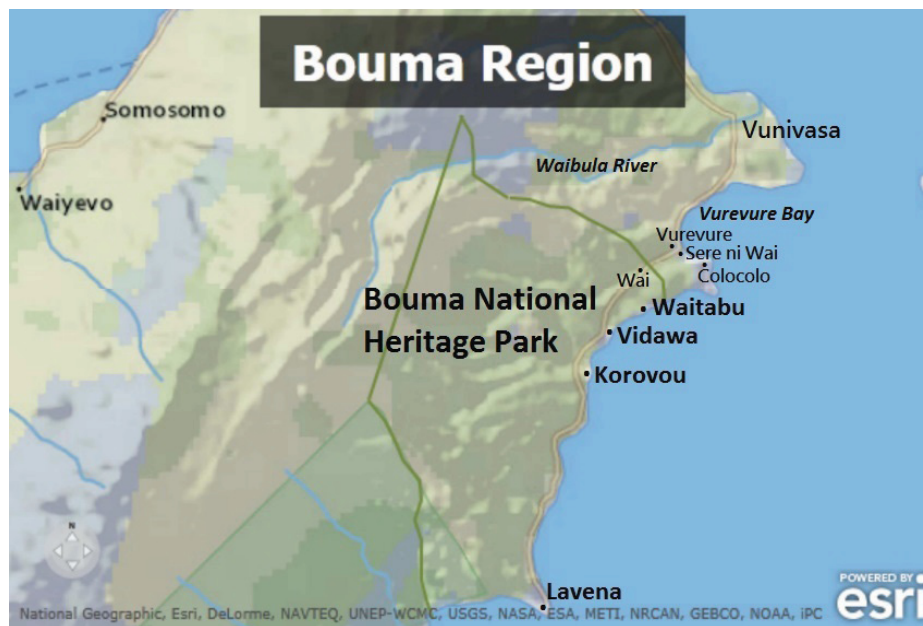 Bouma Region
Somosomo
Vunivasa
Waibula River
Waiyevo
Vurevure Bay
Vurevure
Sere ni Wai
Wai
Colocolo
Bouma National
Heritage Park
Waitabu
Vidawa
Korovou
N
Lavena
POWERED BY
esri
National Geographic, Esri, DeLorme, NAVTEQ, UNEP-WCMC, USGS, NASA, ESA, METI, NRCAN, GEBCO, NOAA, iPC